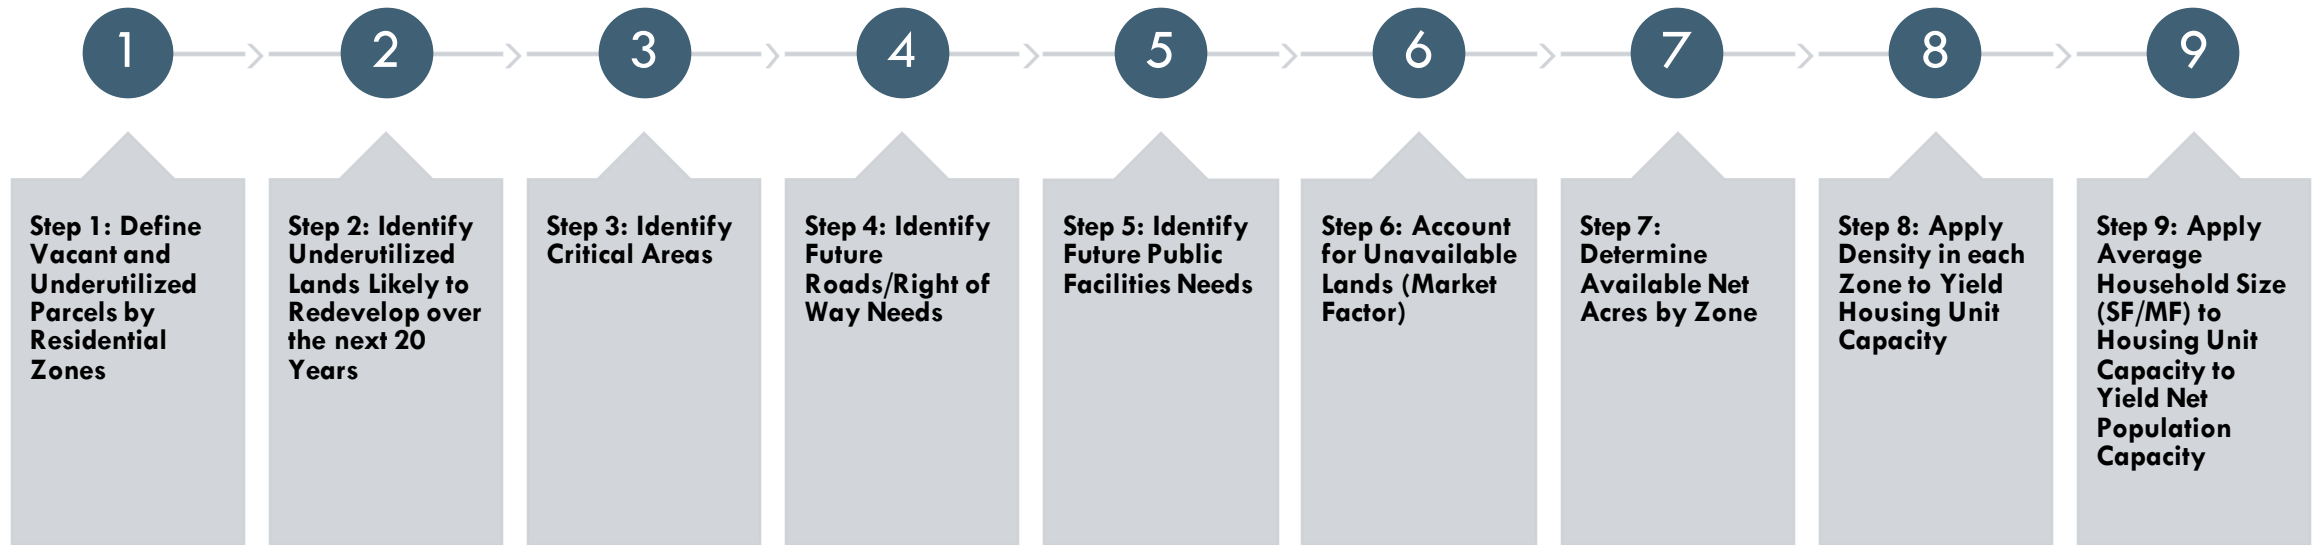 1
2
3
4
5
6
7
8
9
Step 1: Define
Vacant and
Underutilized
Parcels by
Residential
Zones
Step 2: Identify
Underutilized
Lands Likely to
Redevelop over
the next 20
Years
Step 3: Identify
Critical Areas
Step 4: Identify
Future
Roads/Right of
Way Needs
Step 5: Identify
Future Public
Facilities Needs
Step 6: Account
for Unavailable
Lands (Market
Factor)
Step 7:
Determine
Available Net
Acres by Zone
Step 8: Apply
Density in each
Zone to Yield
Housing Unit
Capacity
Step 9: Apply
Average
Household Size
(SF/MF) to
Housing Unit
Capacity to
Yield Net
Population
Capacity